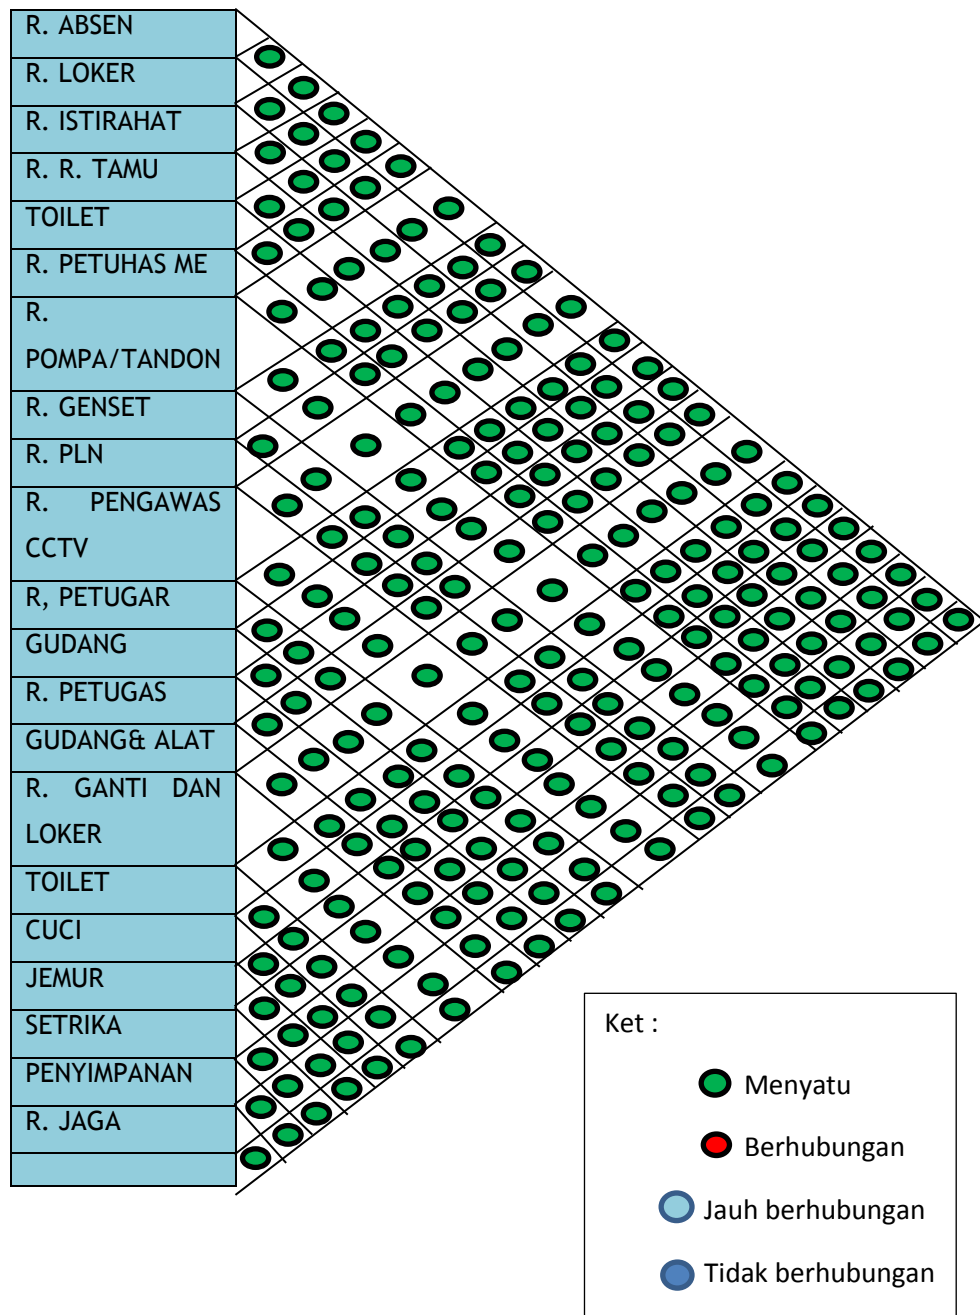 R. ABSEN
R. LOKER
R. ISTIRAHAT
R. R. TAMU
TOILET
R. PETUHAS ME
R.
POMPA/TANDON
R. GENSET
R. PLN
R. PENGAWAS
CCTV
R, PETUGAR
GUDANG
R. PETUGAS
GUDANG& ALAT
R. GANTI DAN
LOKER
TOILET
CUCI
JEMUR
SETRIKA
PENYIMPANAN
R. JAGA
Ket :
Menyatu
Berhubungan
Jauh berhubungan
Tidak berhubungan